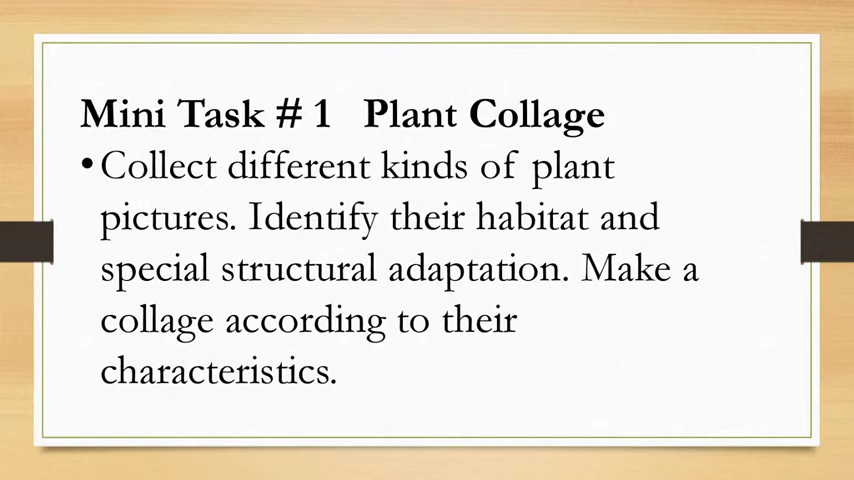 Mini Task # 1 Plant Collage
• Collect different kinds of plant
pictures. Identify their habitat and
special structural adaptation. Make a
collage according to their
characteristics.